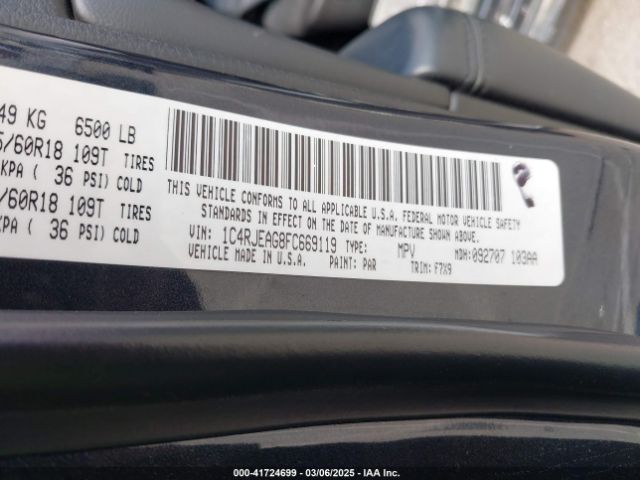 49 KG 6500 LB
5/60R18 109T TIRES
KPA ( 36 PSI) COLD
/60R18 109T TIRES
KPA ( 36 PSI) COLD
THIS VEHICLE CONFORMS TO ALL APPLICABLE U.S.A. FEDERAL MOTOR VEHICLE SAFETY
STANDARDS IN EFFECT ON THE DATE OF MANUFACTURE SHOWN ABOVE.
VIN: 1C4RJEAG8FC669119 TYPE: MPV MDH:092707 103AA
VEHICLE MADE IN U.S.A. PAINT: PAR TRIM: F7X9
00-41724699 — 03/06/2025 — IAA Inc.